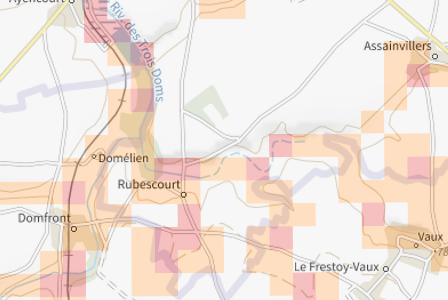 Ayencourt
Riv. des Trois Doms
Assainvillers
Domélien
Rubescourt
Domfront
Vaux
Le Frestoy-Vaux